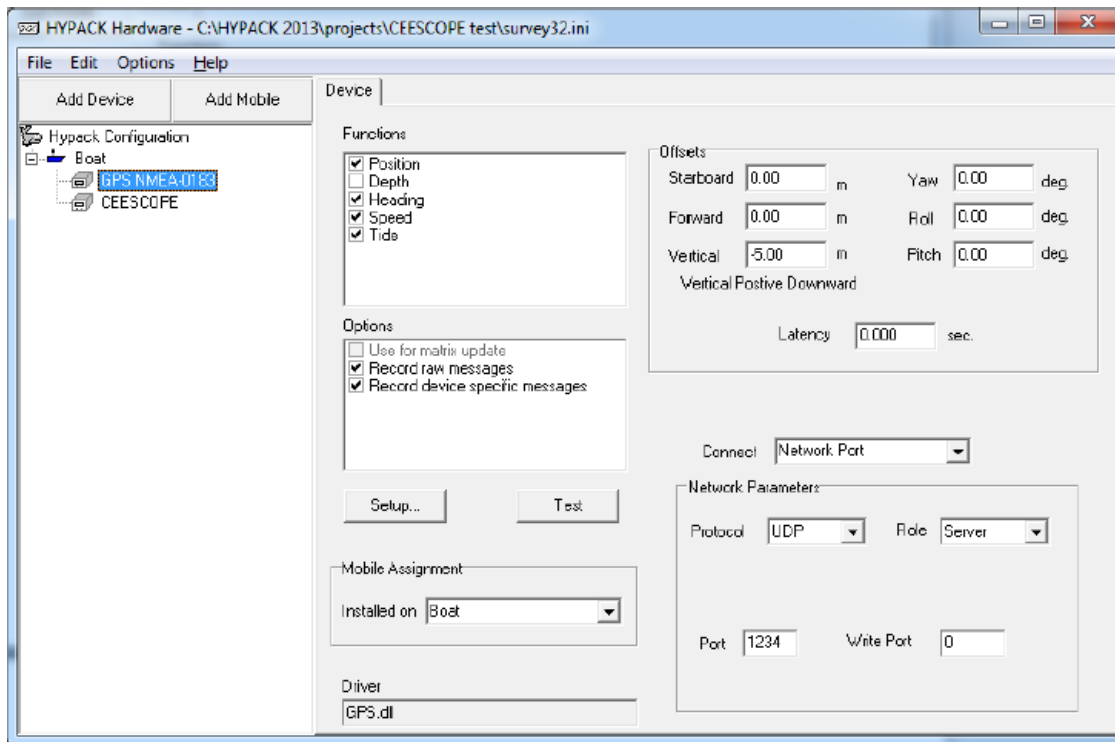 HYPACK Hardware - C:\HYPACK 2013\projects\CEESCOPE test\survey32.ini
File Edit Options Help
Add Device Add Mobile
Hypack Configuration
Boat
GPS NMEA-0183
CEESCOPE
Device
Functions
Position
Depth
Heading
Speed
Tide
Options
Use for matrix update
Record raw messages
Record device specific messages
Setup... Test
Mobile Assignment
Installed on Boat
Driver
GPS.dll
Offsets
Starboard 0.00 m Yaw 0.00 deg.
Forward 0.00 m Roll 0.00 deg.
Vertical -5.00 m Pitch 0.00 deg.
Vertical Postive Downward
Latency 0.000 sec.
Connect Network Port
Network Parameters
Protocol UDP Role Server
Port 1234 Write Port 0